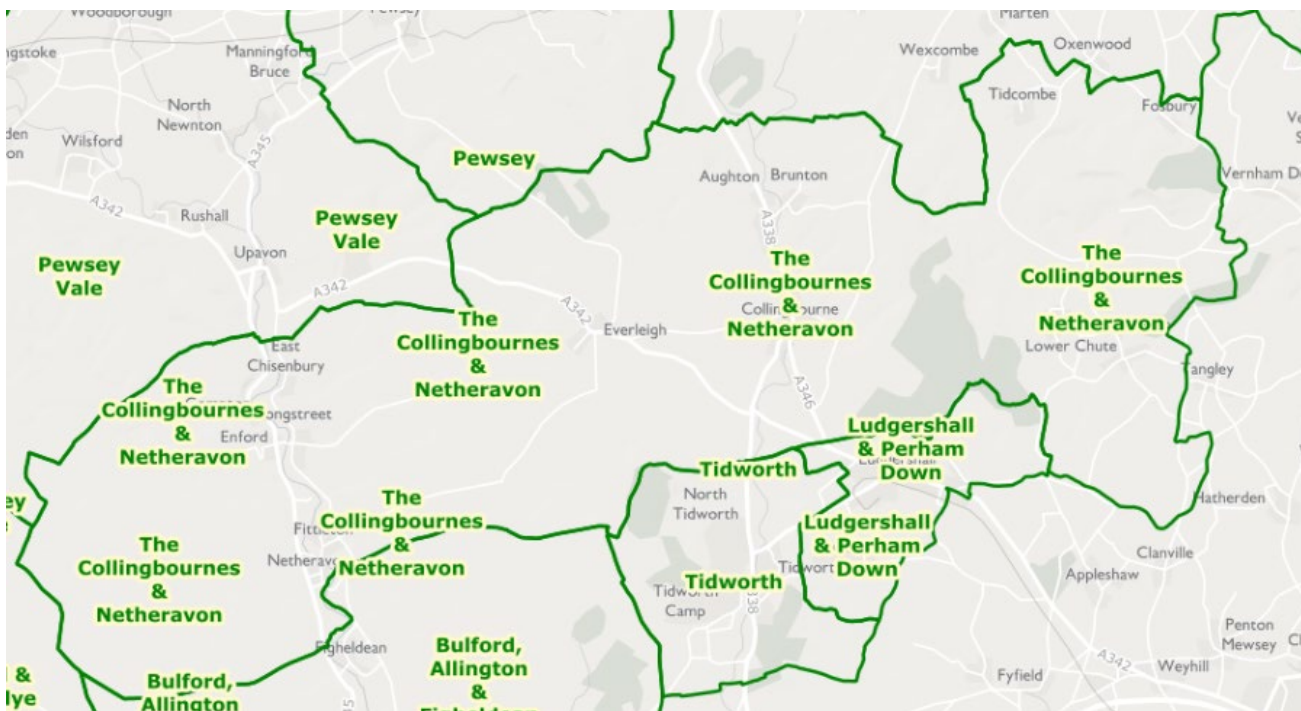 Woodborough
Pewsey
Marten
Oxenwood
Wexcombe
Manningford
Bruce
Tidcombe
Fosbury
North
Newnton
A345
Wilsford
Pewsey
Aughton
Brunton
A342
Rushall
Pewsey
Vale
A338
Upavon
Pewsey
Vale
The
Collingbournes
&
Netheravon
The
Collingbournes
&
Netheravon
A342
A342
The
Collingbournes
&
Netheravon
Everleigh
Lower Chute
East
Chisenbury
Tangley
The
Collingbournes
&
Netheravon
A346
Enford
Ludgershall
& Perham
Down
Tidworth
North
Tidworth
Hatherden
The
Collingbournes
&
Netheravon
Ludgershall
& Perham
Down
The
Collingbournes
&
Netheravon
Clanville
Appleshaw
Tidworth
Camp
Tidworth
Penton
Mewsey
Bulford,
Allington
&
Figheldean
A342
Weyhill
Fyfield
Bulford,
Allington